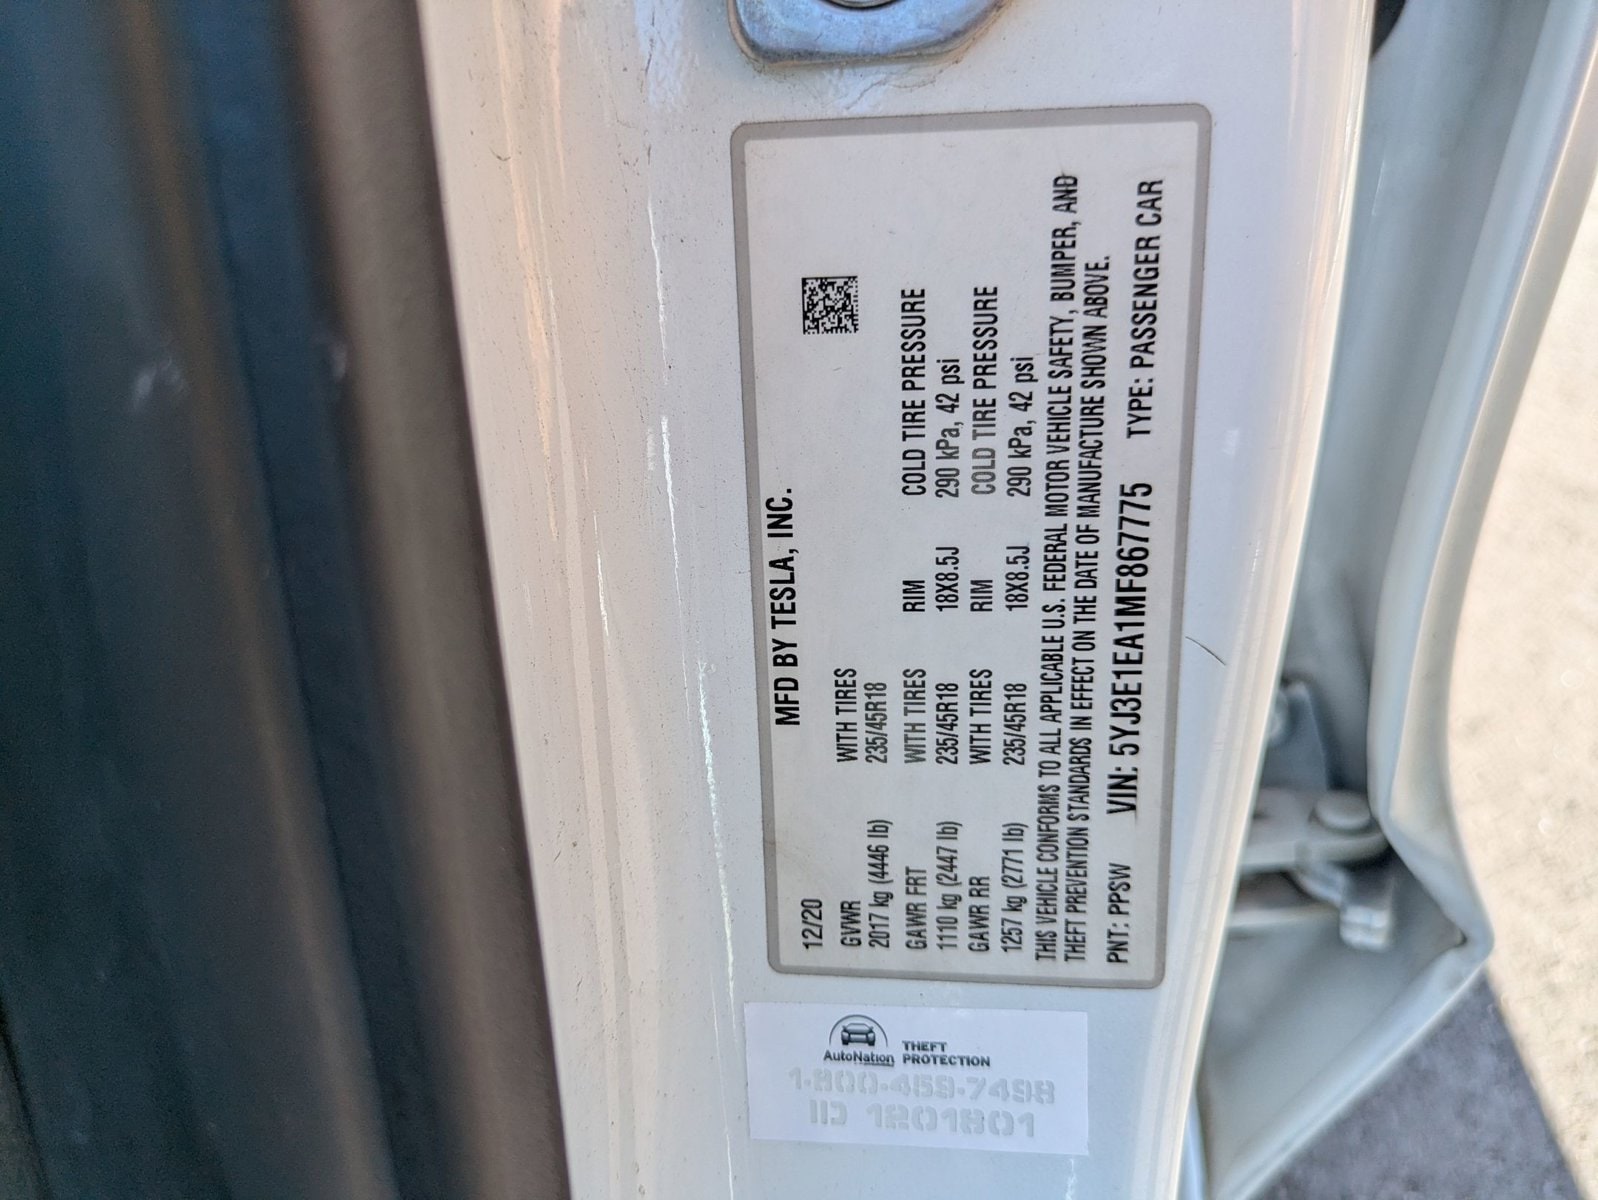 MFD BY TESLA, INC.
12/20
GVWR WITH TIRES
2017 kg (4446 lb) 235/45R18
GAWR FRT WITH TIRES RIM COLD TIRE PRESSURE
1110 kg (2447 lb) 235/45R18 18X8.5J 290 kPa, 42 psi
GAWR RR WITH TIRES RIM COLD TIRE PRESSURE
1257 kg (2771 lb) 235/45R18 18X8.5J 290 kPa, 42 psi
THIS VEHICLE CONFORMS TO ALL APPLICABLE U.S. FEDERAL MOTOR VEHICLE SAFETY, BUMPER, AND
THEFT PREVENTION STANDARDS IN EFFECT ON THE DATE OF MANUFACTURE SHOWN ABOVE.
PNT: PPSW VIN: 5YJ3E1EA1MF867775 TYPE: PASSENGER CAR
AutoNation
THEFT
PROTECTION
1-800-459-7498
ID 1201801